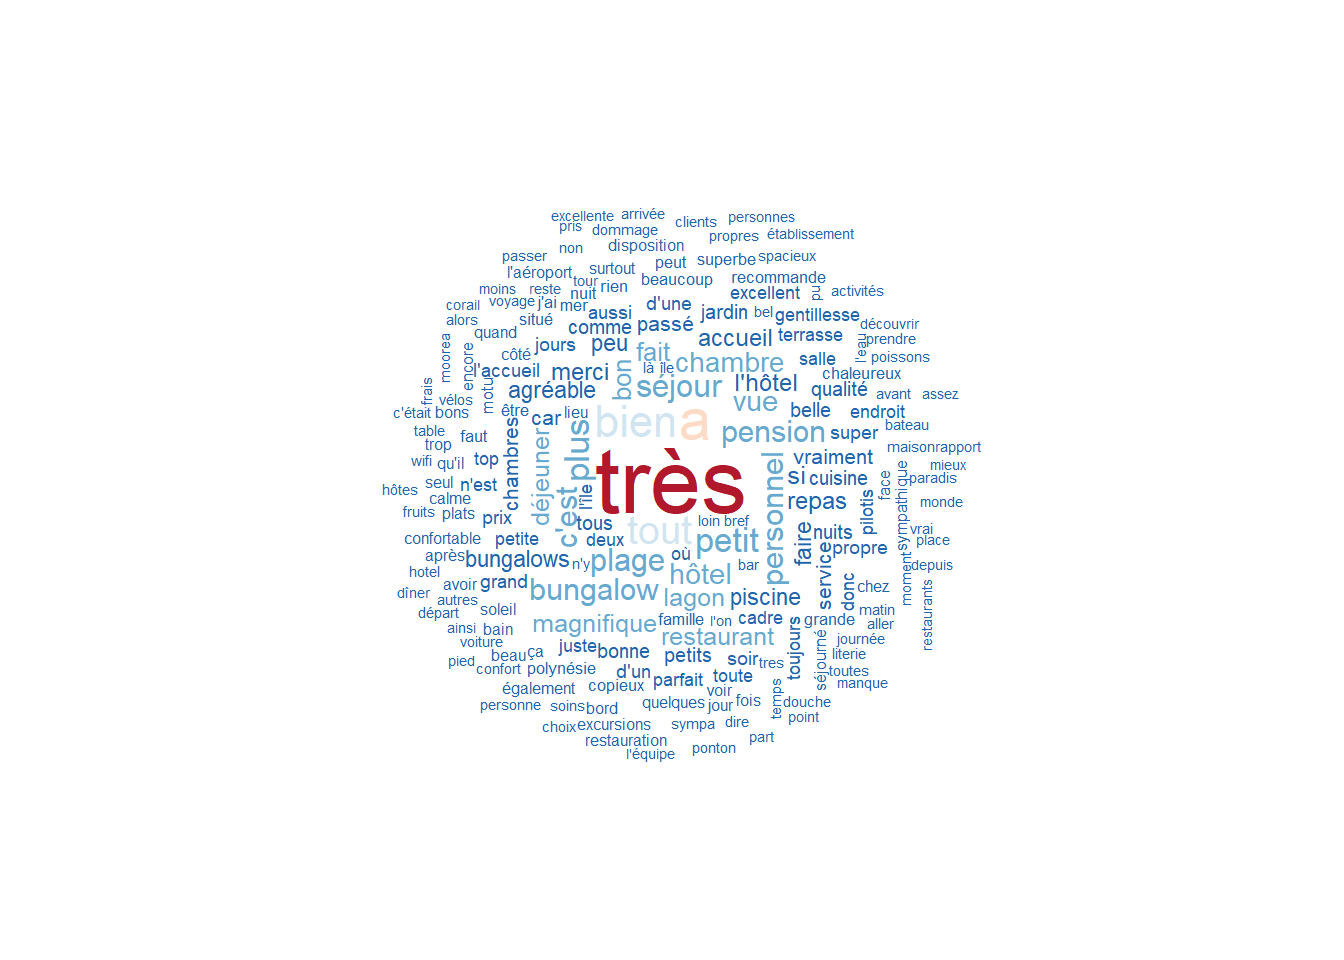 excellente arrivée clients personnes
pris dommage propres établissement
passer non disposition
l'aéroport surtout peut superbe spacieux
moins reste tour rien beaucoup recommande
corail voyage j'ai mer nuit d'une excellent pu activités
alors situé aussi passé jardin bel gentillesse
moorea quand comme accueil terrasse découvrir
côté jours peu fait l'eau prendre
encore l'accueil merci bon là île chambre salle poissons
frais motu agréable séjour l'hôtel qualité chaleureux
vélos être vue avant assez
c'était bons car lieu bien a belle endroit
table trop faut chambres déjeuner plus pension super bateau
wifi qu'il top très vraiment maisonrapport
hôtes seul n'est personnel si cuisine face sympathique mieux paradis
calme l'île repas pilotis monde
fruits plats prix c'est tous tout loin bref
confortable petite deux petit faire nuits vrai
après bungalows n'y plage où propre place
hotel hôtel bar service moment depuis
dîner avoir grand bungalow lagon piscine donc chez
autres
départ soleil matin restaurants
ainsi bain magnifique famille l'on cadre toujours grande aller
voiture restaurant séjourné journée
pied beau ça juste bonne petits soir tres literie
confort polynésie d'un parfait toute toutes
également copieux voir temps manque
personne soins bord quelques jour fois douche
choix excursions sympa dire point
restauration ponton part
l'équipe